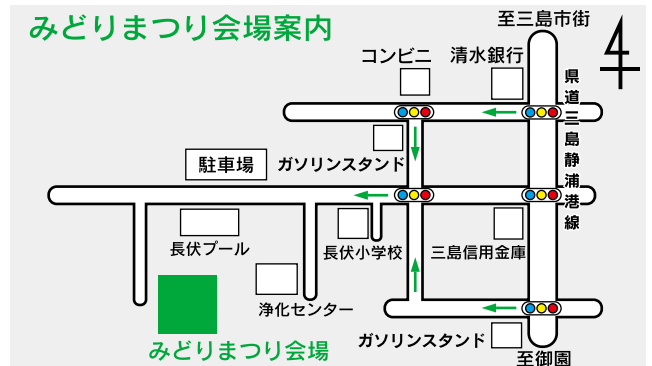 みどりまつり会場案内
至三島市街
コンビニ
清水銀行
県道三島静浦港線
ガソリンスタンド
駐車場
長伏プール
長伏小学校
三島信用金庫
浄化センター
ガソリンスタンド
みどりまつり会場
至御園